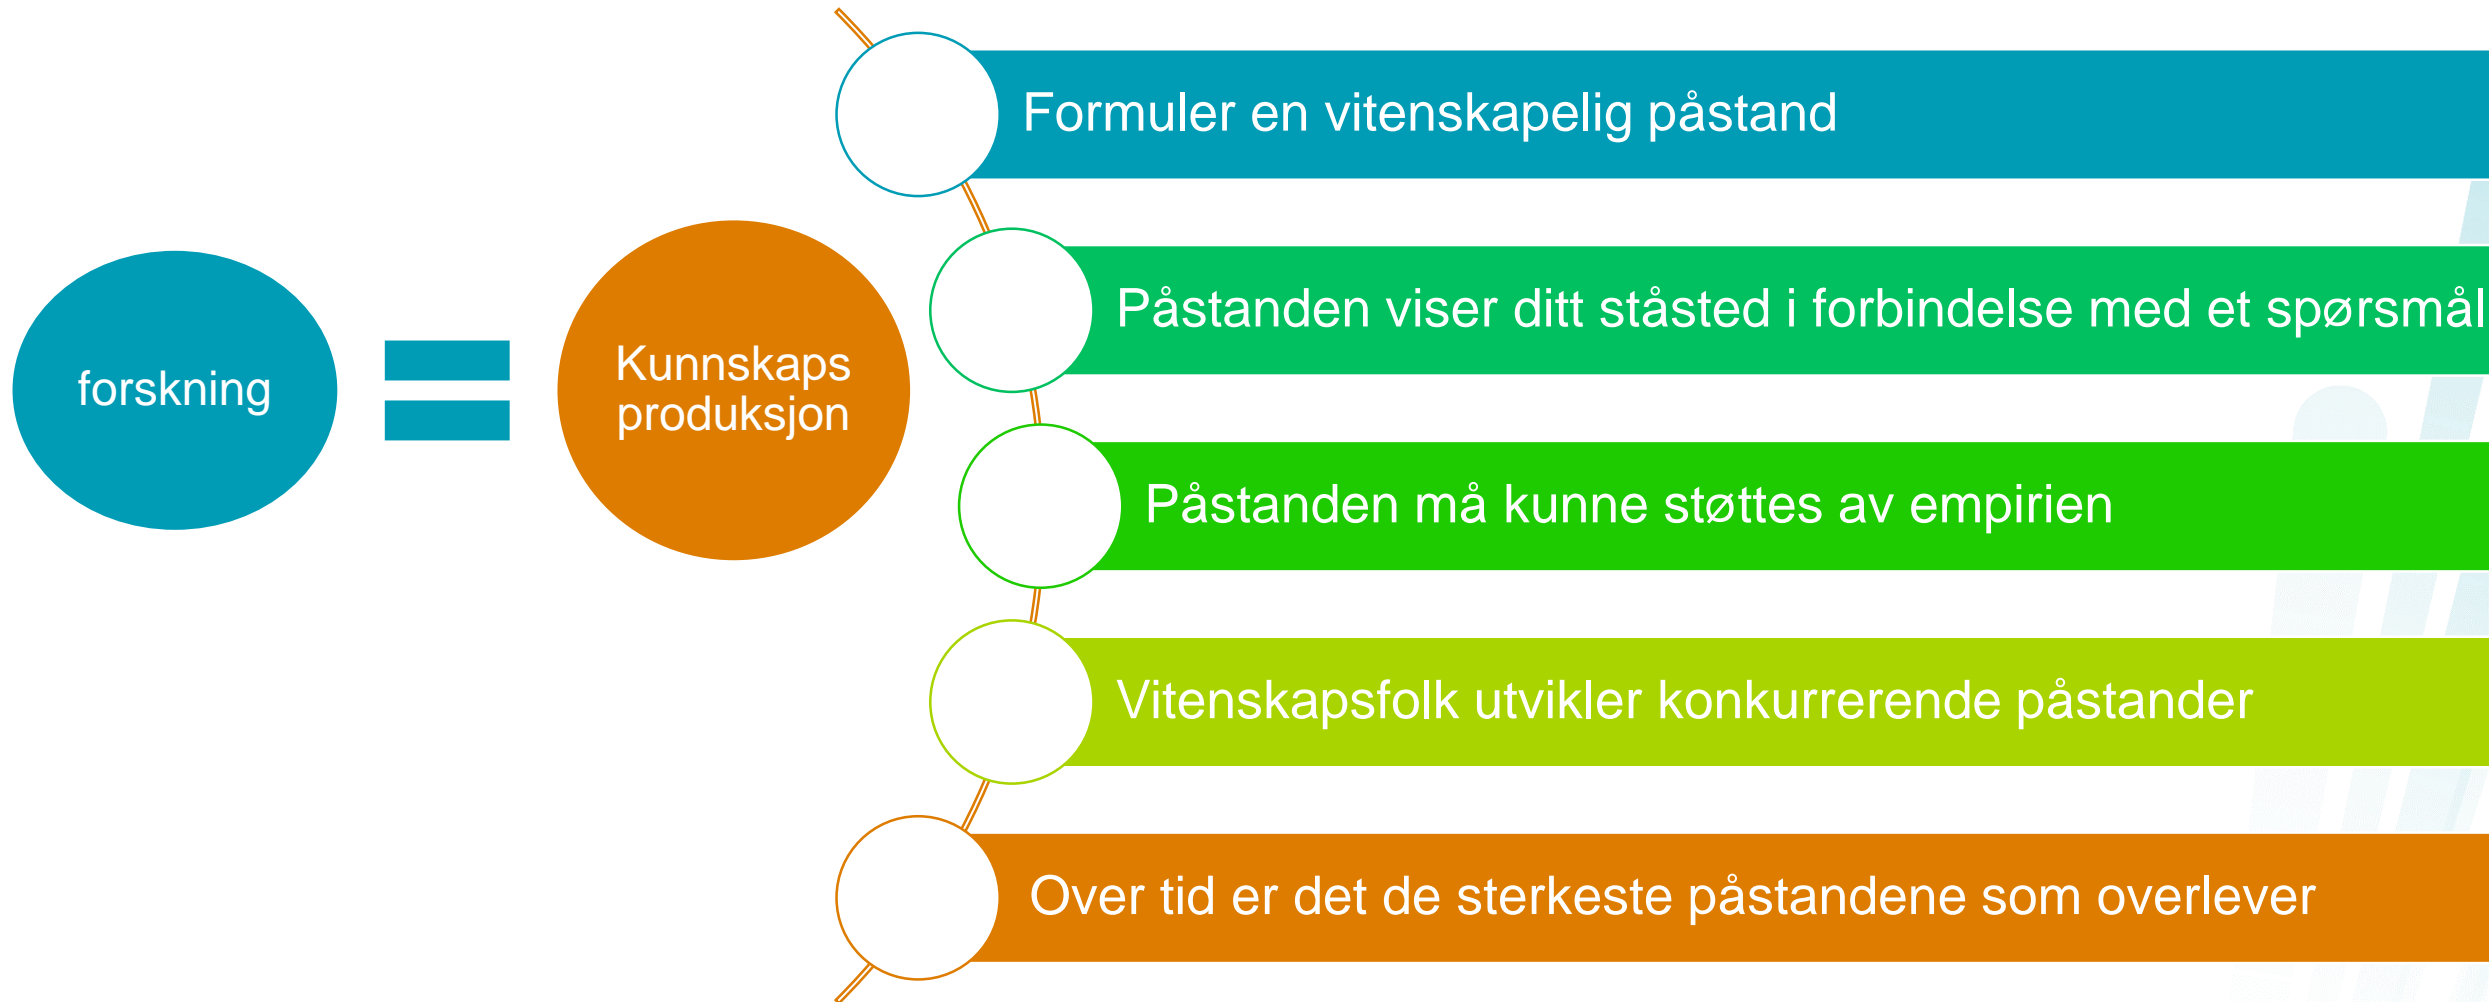 forskning
Kunnskaps
produksjon
Formuler en vitenskapelig påstand
Påstanden viser ditt ståsted i forbindelse med et spørsmål
Påstanden må kunne støttes av empirien
Vitenskapsfolk utvikler konkurrerende påstander
Over tid er det de sterkeste påstandene som overlever